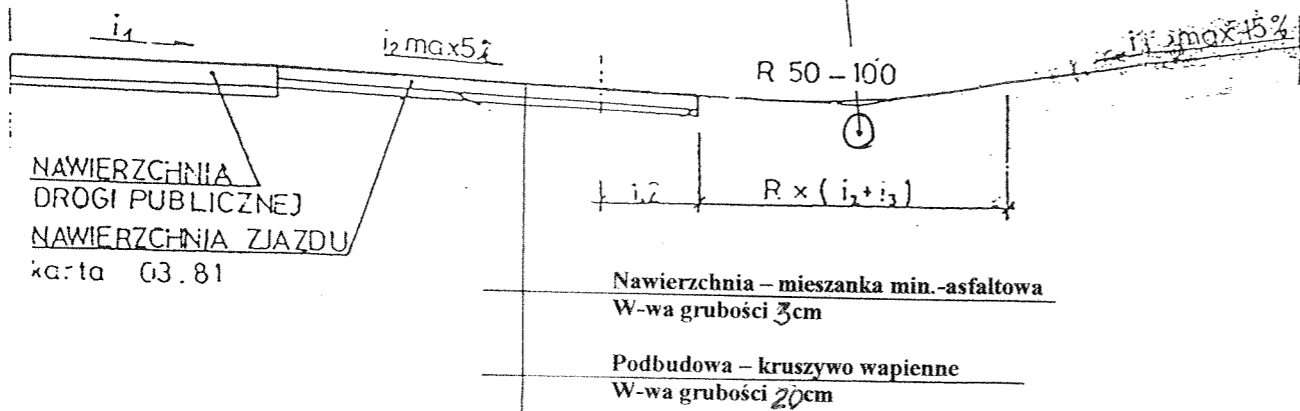 i₁
i₂ max 5%
R 50 – 100
max 15%
NAWIERZCHNIA
DROGI PUBLICZNEJ
NAWIERZCHNIA ZJAZDU
karta 03.81
R × ( i₂ + i₃ )
Nawierzchnia – mieszanka min.-asfaltowa
W-wa grubości 3cm
Podbudowa – kruszywo wapienne
W-wa grubości 20cm